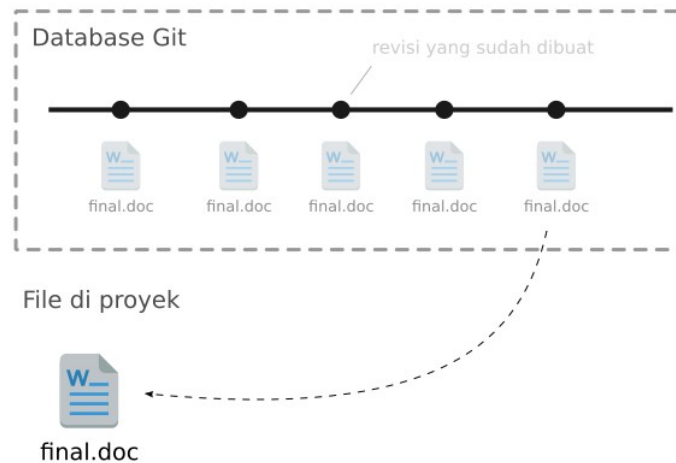 Database Git
revisi yang sudah dibuat
W
W
W
W
W
final.doc
final.doc
final.doc
final.doc
final.doc
File di proyek
W
final.doc